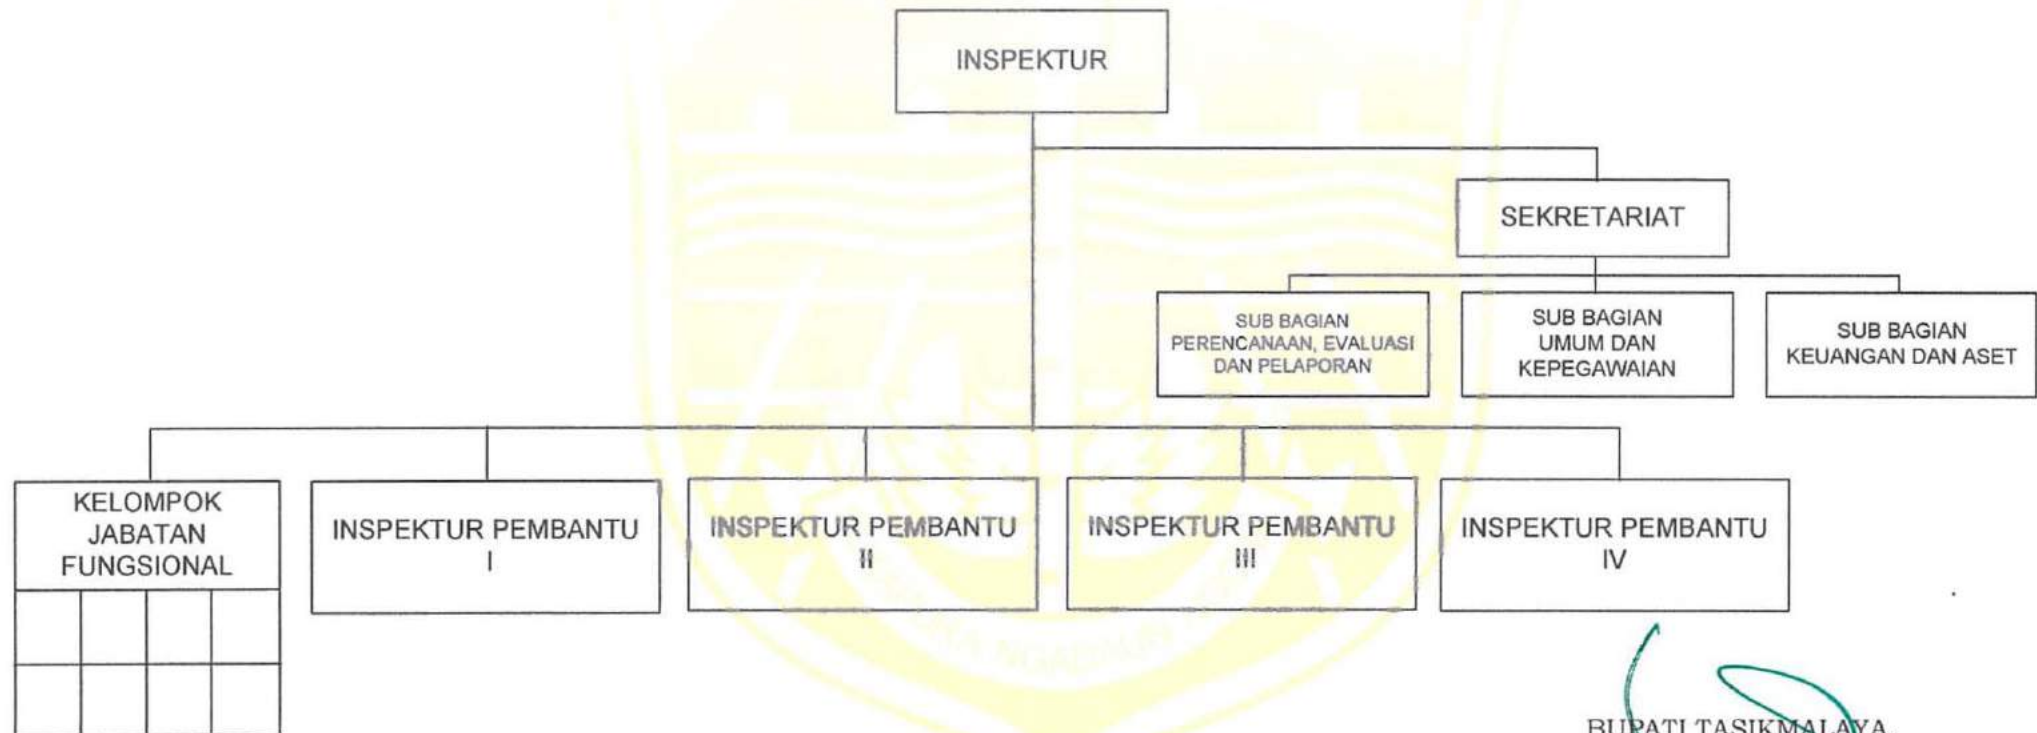 INSPEKTUR
SEKRETARIAT
SUB BAGIAN
PERENCANAAN, EVALUASI
DAN PELAPORAN
SUB BAGIAN
UMUM DAN
KEPEGAWAIAN
SUB BAGIAN
KEUANGAN DAN ASET
KELOMPOK
JABATAN
FUNGSIONAL
INSPEKTUR PEMBANTU
I
INSPEKTUR PEMBANTU
II
INSPEKTUR PEMBANTU
III
INSPEKTUR PEMBANTU
IV
BUPATI TASIKMALAYA,